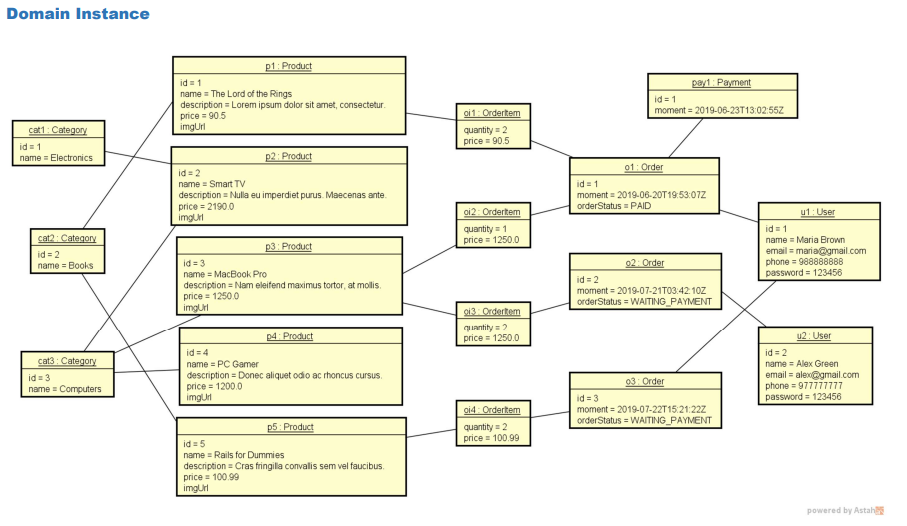 Domain Instance
cat1 : Category
id = 1
name = Electronics
cat2 : Category
id = 2
name = Books
cat3 : Category
id = 3
name = Computers
p1 : Product
id = 1
name = The Lord of the Rings
description = Lorem ipsum dolor sit amet, consectetur.
price = 90.5
imgUrl
p2 : Product
id = 2
name = Smart TV
description = Nulla eu imperdiet purus. Maecenas ante.
price = 2190.0
imgUrl
p3 : Product
id = 3
name = MacBook Pro
description = Nam eleifend maximus tortor, at mollis.
price = 1250.0
imgUrl
p4 : Product
id = 4
name = PC Gamer
description = Donec aliquet odio ac rhoncus cursus.
price = 1200.0
imgUrl
p5 : Product
id = 5
name = Rails for Dummies
description = Cras fringilla convallis sem vel faucibus.
price = 100.99
imgUrl
oi1 : OrderItem
quantity = 2
price = 90.5
oi2 : OrderItem
quantity = 1
price = 1250.0
oi3 : OrderItem
quantity = 2
price = 1250.0
oi4 : OrderItem
quantity = 2
price = 100.99
pay1 : Payment
id = 1
moment = 2019-06-23T13:02:55Z
o1 : Order
id = 1
moment = 2019-06-20T19:53:07Z
orderStatus = PAID
o2 : Order
id = 2
moment = 2019-07-21T03:42:10Z
orderStatus = WAITING_PAYMENT
o3 : Order
id = 3
moment = 2019-07-22T15:21:22Z
orderStatus = WAITING_PAYMENT
u1 : User
id = 1
name = Maria Brown
email = maria@gmail.com
phone = 988888888
password = 123456
u2 : User
id = 2
name = Alex Green
email = alex@gmail.com
phone = 977777777
password = 123456
powered by Astah